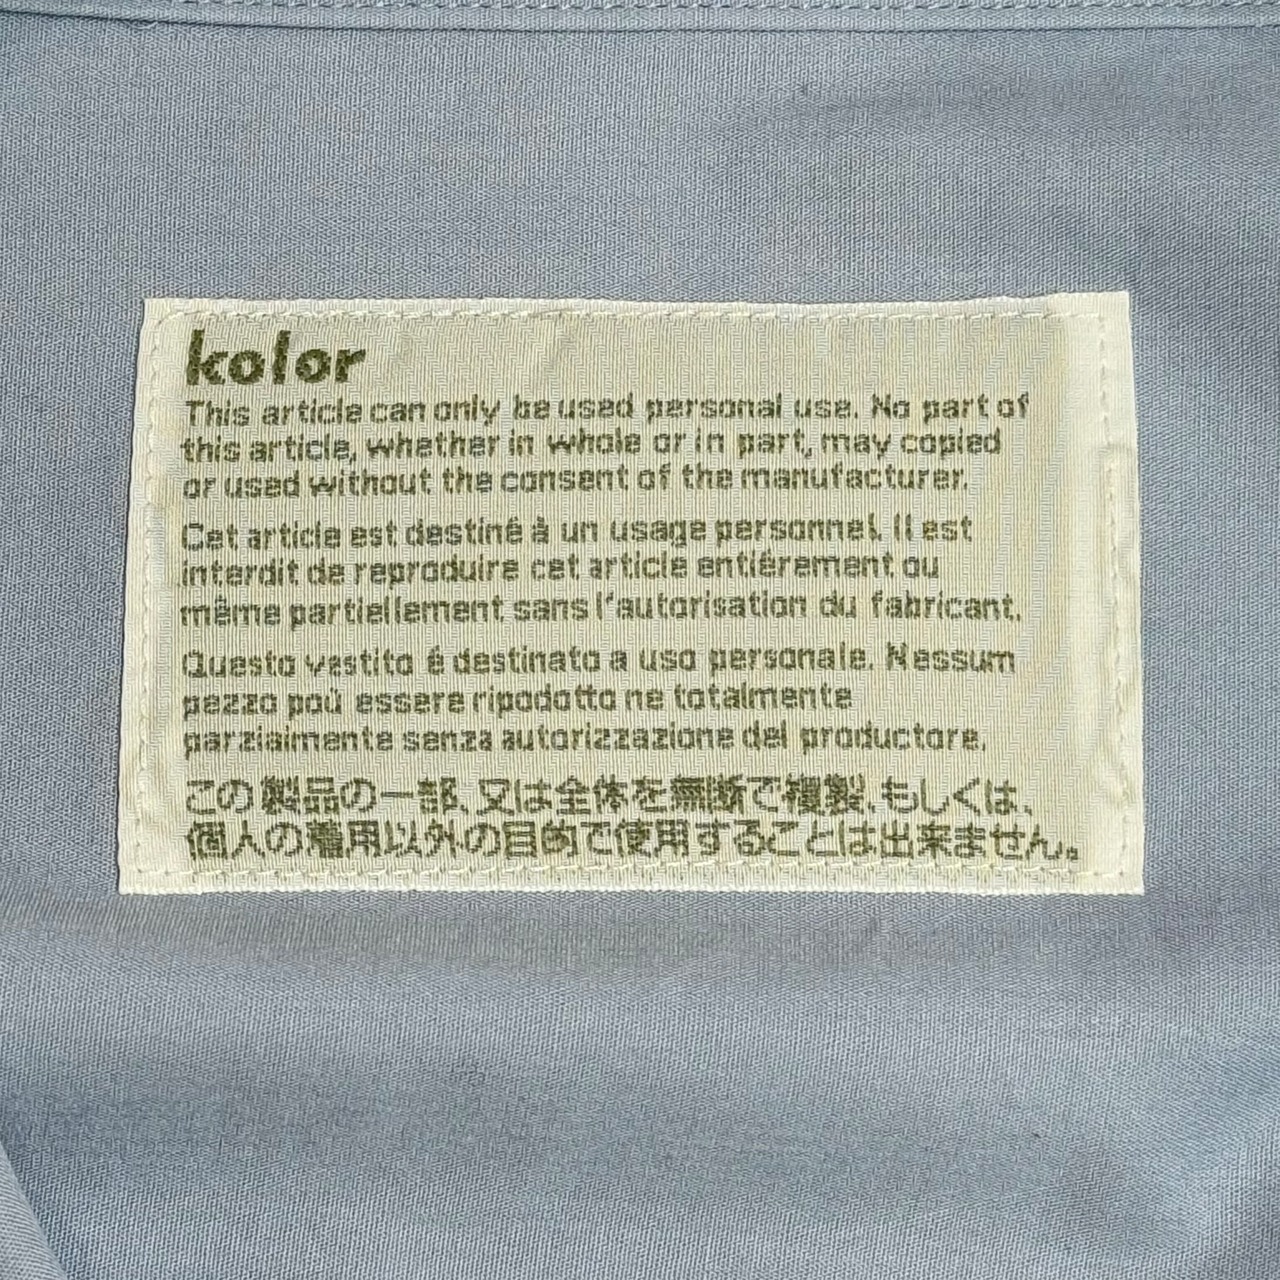 kolor
This article can only be used personal use. No part of
this article, whether in whole or in part, may copied
or used without the consent of the manufacturer.
Cet article est destiné à un usage personnel. Il est
interdit de reproduire cet article entiérement ou
même partiellement sans l'autorisation du fabricant.
Questo vestito é destinato a uso personale. Nessum
pezzo poù essere ripodotto ne totalmente
parzialmente senza autorizzazione del productore.
この製品の一部、又は全体を無断で複製、もしくは、
個人の着用以外の目的で使用することは出来ません。